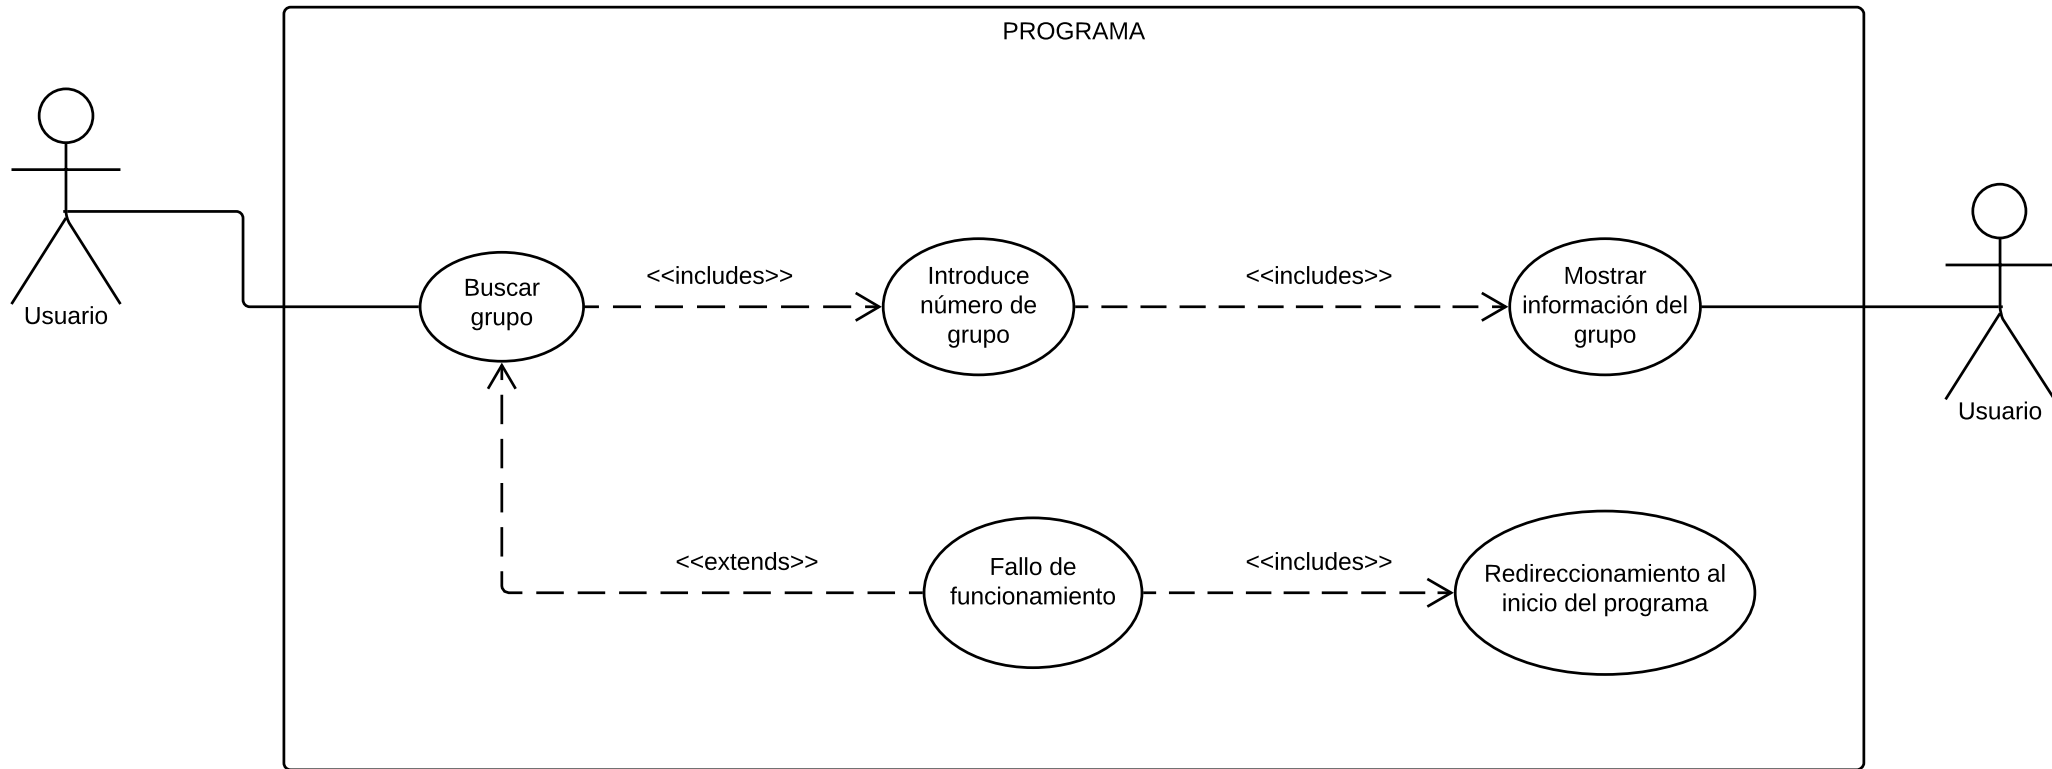 PROGRAMA
Usuario
Buscar
grupo
<<includes>>
Introduce
número de
grupo
<<includes>>
Mostrar
información del
grupo
Usuario
<<extends>>
Fallo de
funcionamiento
<<includes>>
Redireccionamiento al
inicio del programa